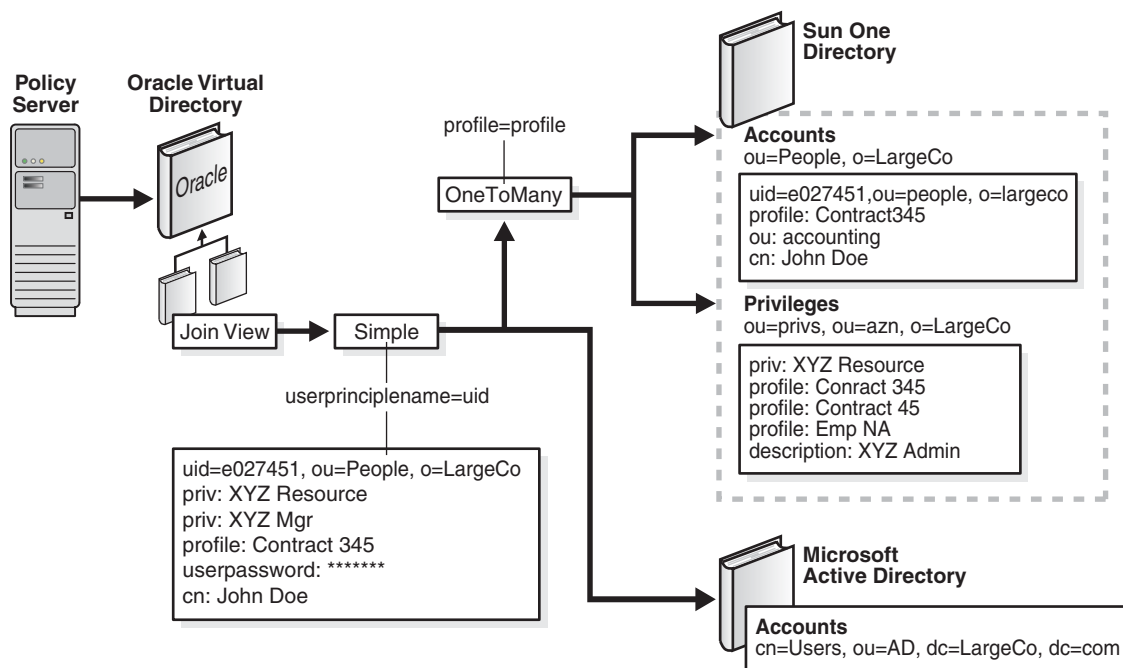 Policy
Server
Oracle Virtual
Directory
Oracle
Join View
Simple
userprinciplename=uid
uid=e027451, ou=People, o=LargeCo
priv: XYZ Resource
priv: XYZ Mgr
profile: Contract 345
userpassword: *******
cn: John Doe
profile=profile
OneToMany
Sun One
Directory
Accounts
ou=People, o=LargeCo
uid=e027451,ou=people, o=largeco
profile: Contract345
ou: accounting
cn: John Doe
Privileges
ou=privs, ou=azn, o=LargeCo
priv: XYZ Resource
profile: Conract 345
profile: Contract 45
profile: Emp NA
description: XYZ Admin
Microsoft
Active Directory
Accounts
cn=Users, ou=AD, dc=LargeCo, dc=com